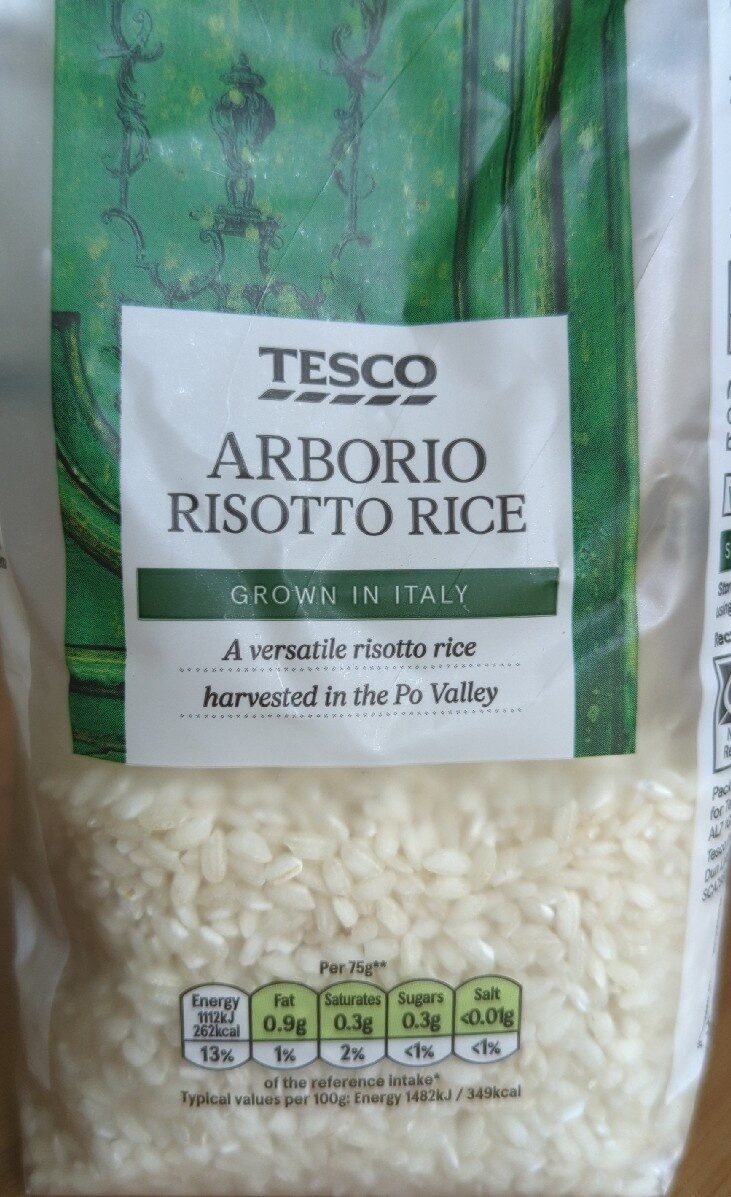 TESCO
ARBORIO
RISOTTO RICE
GROWN IN ITALY
A versatile risotto rice
harvested in the Po Valley
Per 75g**
Energy 1112kJ 262kcal 13%
Fat 0.9g 1%
Saturates 0.3g 2%
Sugars 0.3g <1%
Salt <0.01g <1%
of the reference intake*
Typical values per 100g: Energy 1482kJ / 349kcal